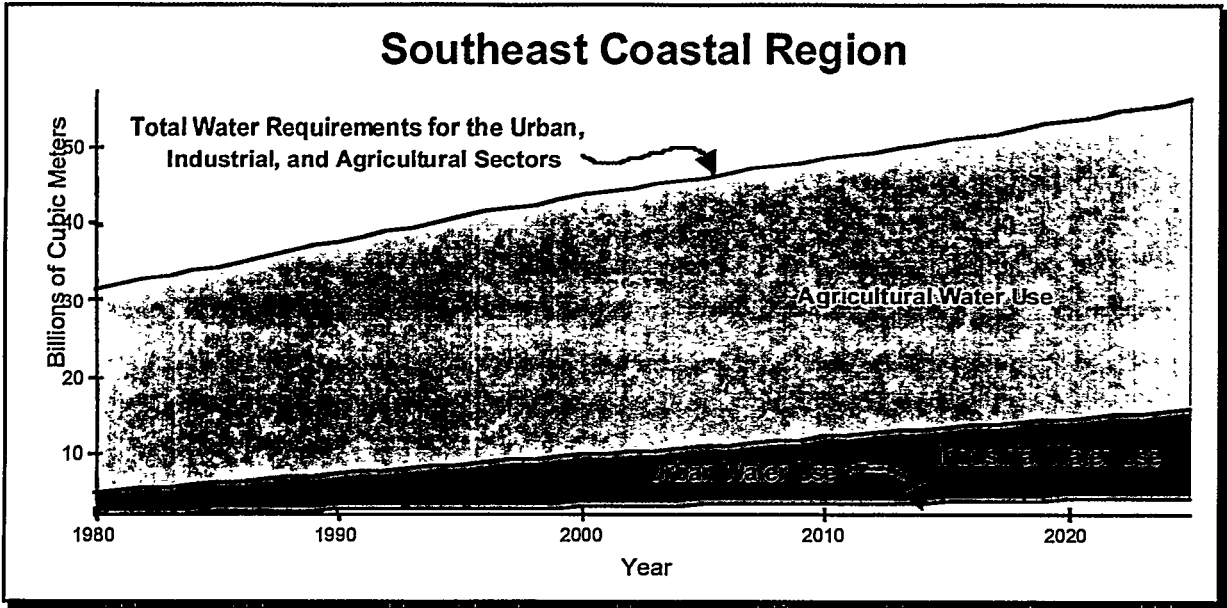 Southeast Coastal Region
Total Water Requirements for the Urban,
Industrial, and Agricultural Sectors
Billions of Cubic Meters
50
40
30
20
10
Agricultural Water Use
Urban Water Use
Industrial Water Use
1980
1990
2000
2010
2020
Year